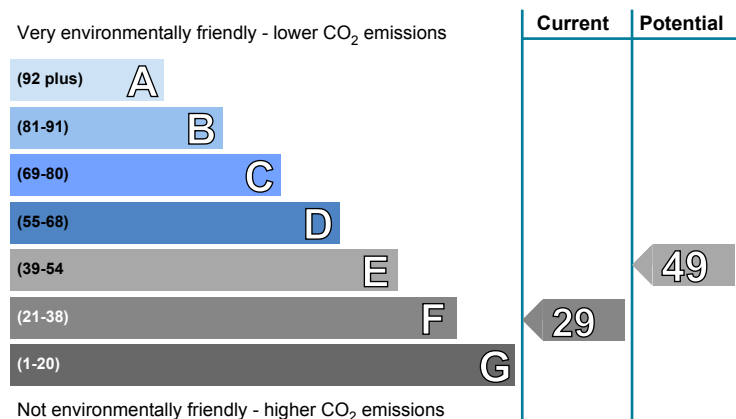 Very environmentally friendly - lower CO2 emissions
Current
Potential
(92 plus) A
(81-91) B
(69-80) C
(55-68) D
(39-54 E
49
(21-38) F
29
(1-20) G
Not environmentally friendly - higher CO2 emissions